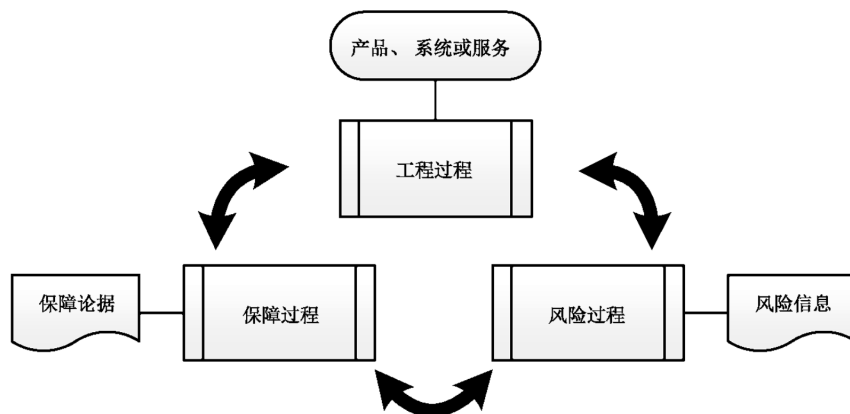 产品、 系统或服务
工程过程
保障论据
保障过程
风险过程
风险信息